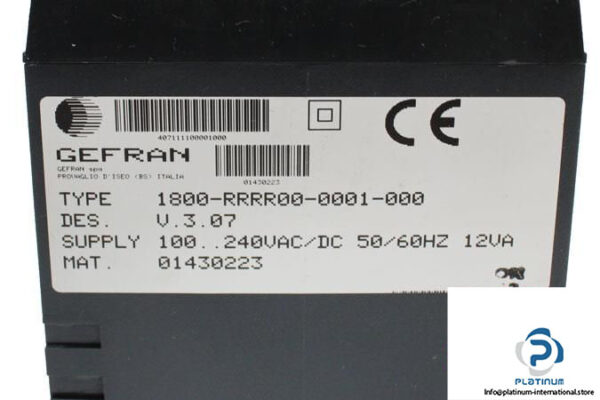 407111100001000
CE
GEFRAN
GEFRAN spa
PROVAGLIO D'ISEO (BS) ITALIA
01430223
TYPE 1800-RRRR00-0001-000
DES. V.3.07
SUPPLY 100..240VAC/DC 50/60HZ 12VA
MAT. 01430223
PLATINUM
Info@platinum-international.store